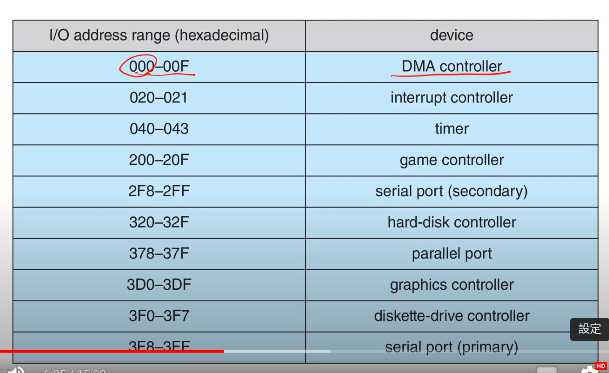 I/O address range (hexadecimal) device
000–00F DMA controller
020–021 interrupt controller
040–043 timer
200–20F game controller
2F8–2FF serial port (secondary)
320–32F hard-disk controller
378–37F parallel port
3D0–3DF graphics controller
3F0–3F7 diskette-drive controller
設定
3F8–3FF serial port (primary)
HD